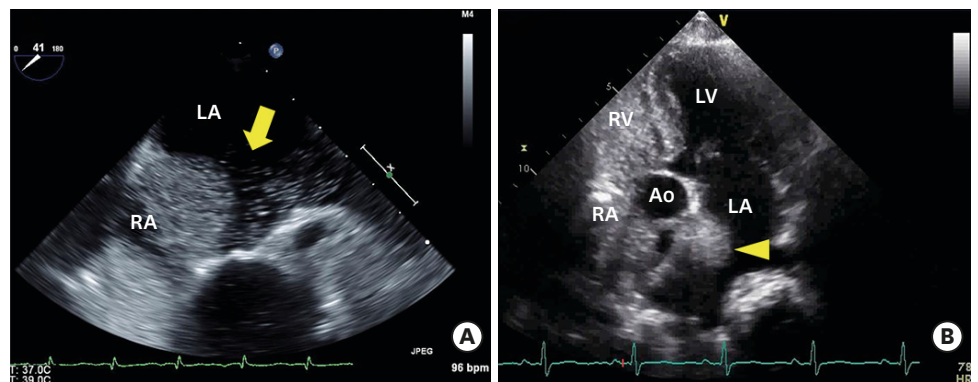 M4
0 41 180
P
LA
x
RA
A
JPEG
T: 37.0C
T: 39.0C
96 bpm
V
5
LV
RV
x
10
Ao
RA
LA
B
78
HR